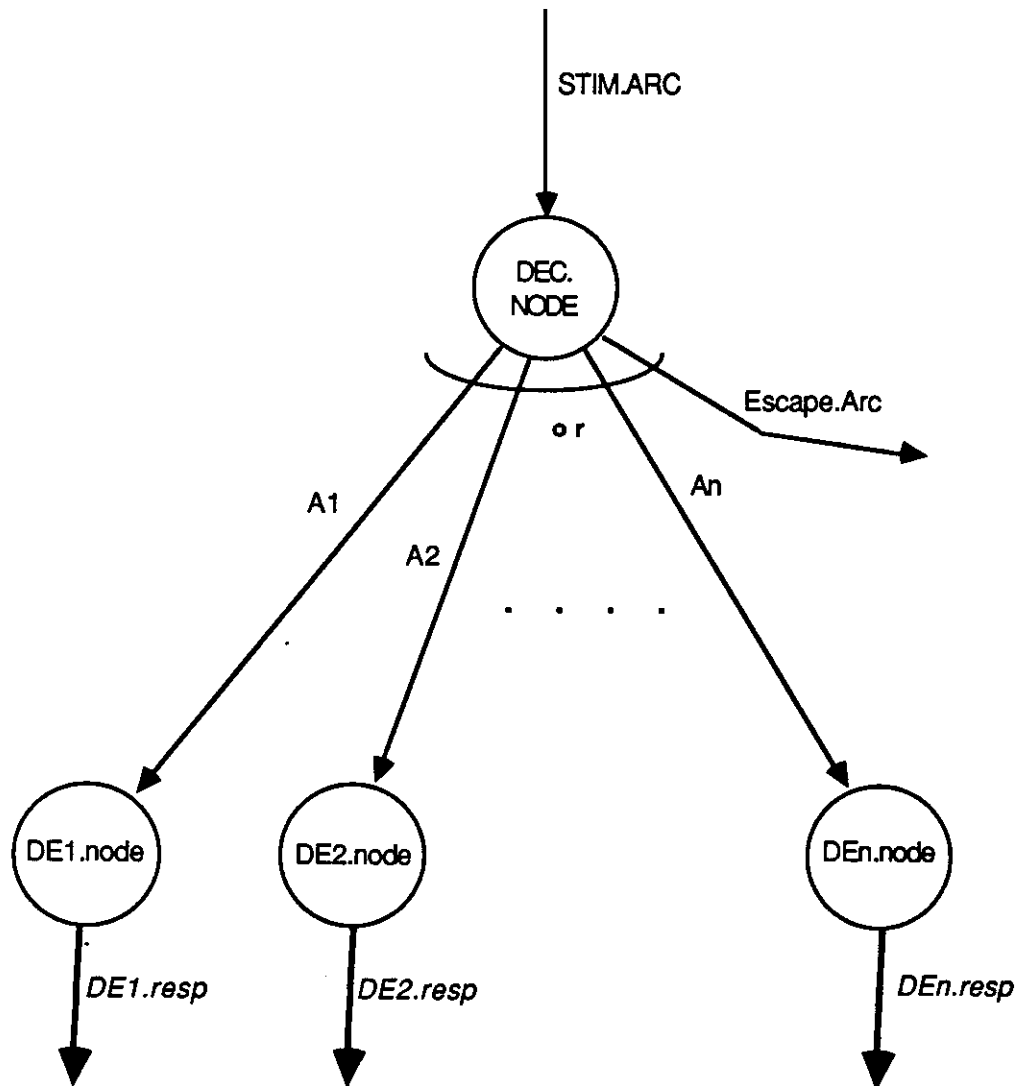 STIM.ARC
DEC.
NODE
Escape.Arc
or
An
A1
A2
. . . .
DE1.node
DE2.node
DEn.node
DE1.resp
DE2.resp
DEn.resp